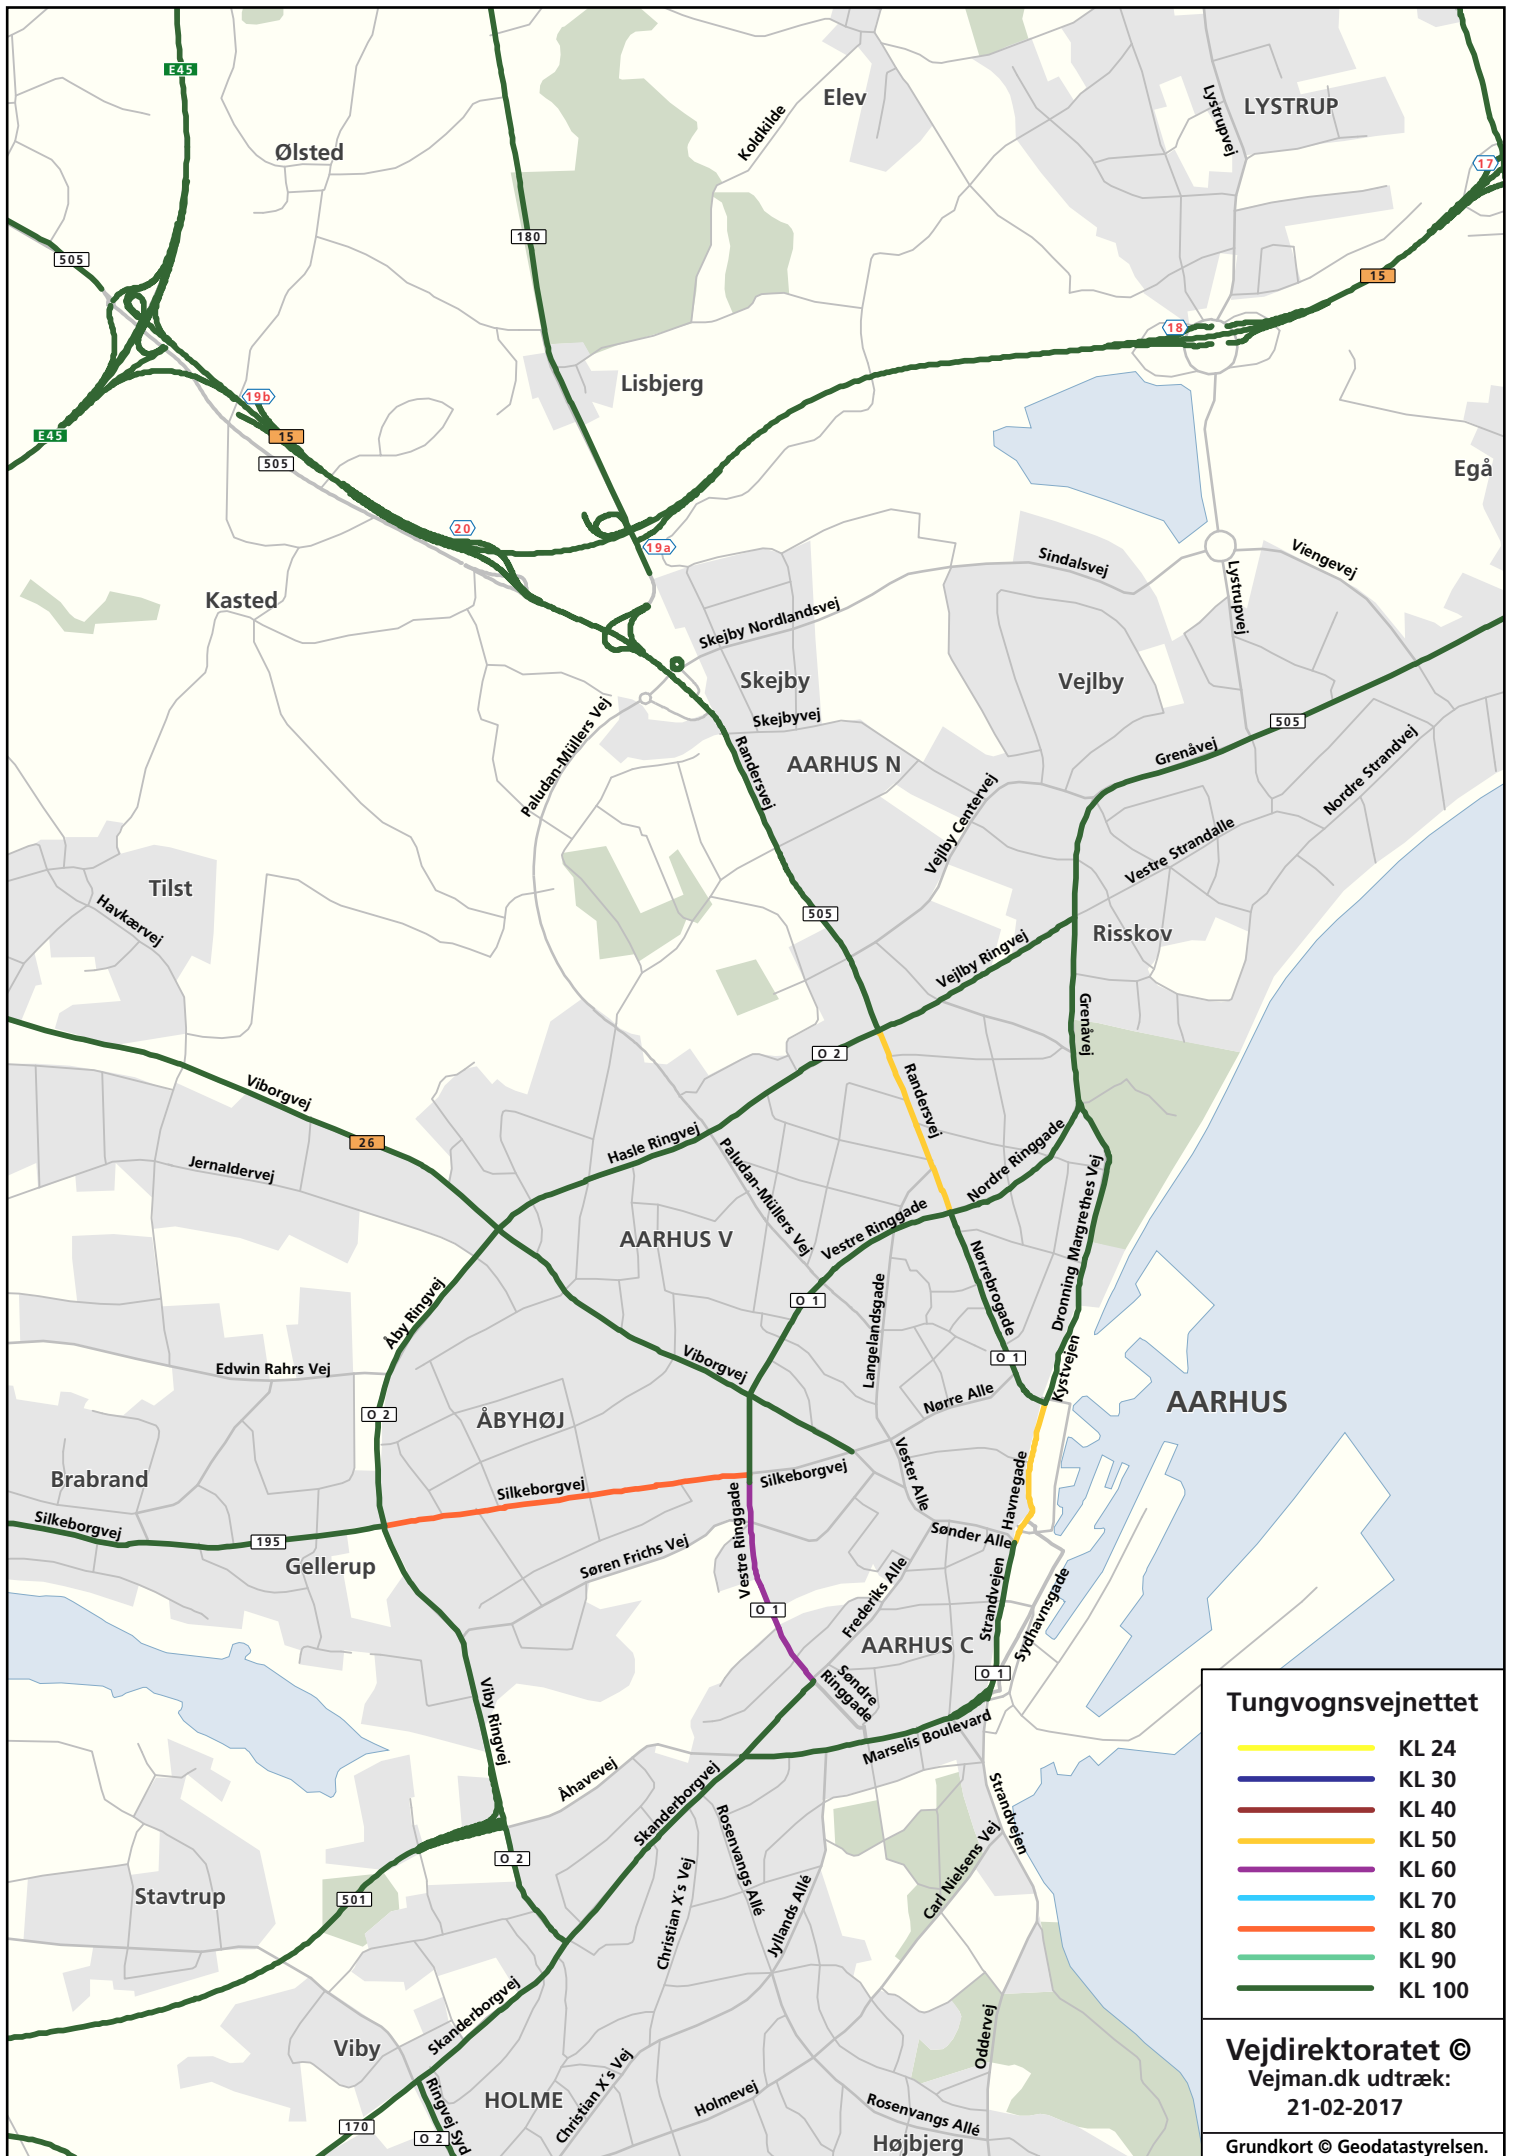 E45
Elev
LYSTRUP
Lystrupvej
Koldkilde
Ølsted
17
180
505
15
18
Lisbjerg
19b
15
E45
505
Egå
20
19a
Sindalsvej
Viengevej
Lystrupvej
Kasted
Skejby Nordlandsvej
Skejby
Vejlby
Paludan-Müllers Vej
Skejbyvej
505
Grenåvej
Nordre Strandvej
AARHUS N
Randersvej
Vejlby Centervej
Vestre Strandalle
Tilst
Havkærvej
505
Risskov
Vejlby Ringvej
Grenåvej
O 2
Viborgvej
26
Randersvej
Hasle Ringvej
Nordre Ringgade
Jernaldervej
Paludan-Müllers Vej
Dronning Margrethes Vej
AARHUS V
Vestre Ringgade
Nørrebrogade
Åby Ringvej
O 1
Langelandsgade
O 1
Viborgvej
Kystvejen
Edwin Rahrs Vej
Nørre Alle
AARHUS
O 2
ÅBYHØJ
Vester Alle
Brabrand
Silkeborgvej
Silkeborgvej
Havnegade
Silkeborgvej
195
Vestre Ringgade
Sønder Alle
Gellerup
Søren Frichs Vej
Strandvejen
Frederiks Alle
Sydhavnsgade
O 1
AARHUS C
O 1
Søndre
Ringgade
Viby Ringvej
Marselis Boulevard
Åhavevej
Skanderborgvej
Strandvejen
Rosenvangs Allé
Carl Nielsens Vej
O 2
Stavtrup
501
Christian X's Vej
Jyllands Allé
Skanderborgvej
Viby
Oddervej
Christian X's Vej
HOLME
Holmevej
Rosenvangs Allé
Ringvej Syd
170
O 2
Højbjerg
Tungvognsvejnettet
KL 24
KL 30
KL 40
KL 50
KL 60
KL 70
KL 80
KL 90
KL 100
Vejdirektoratet ©
Vejman.dk udtræk:
21-02-2017
Grundkort © Geodatastyrelsen.